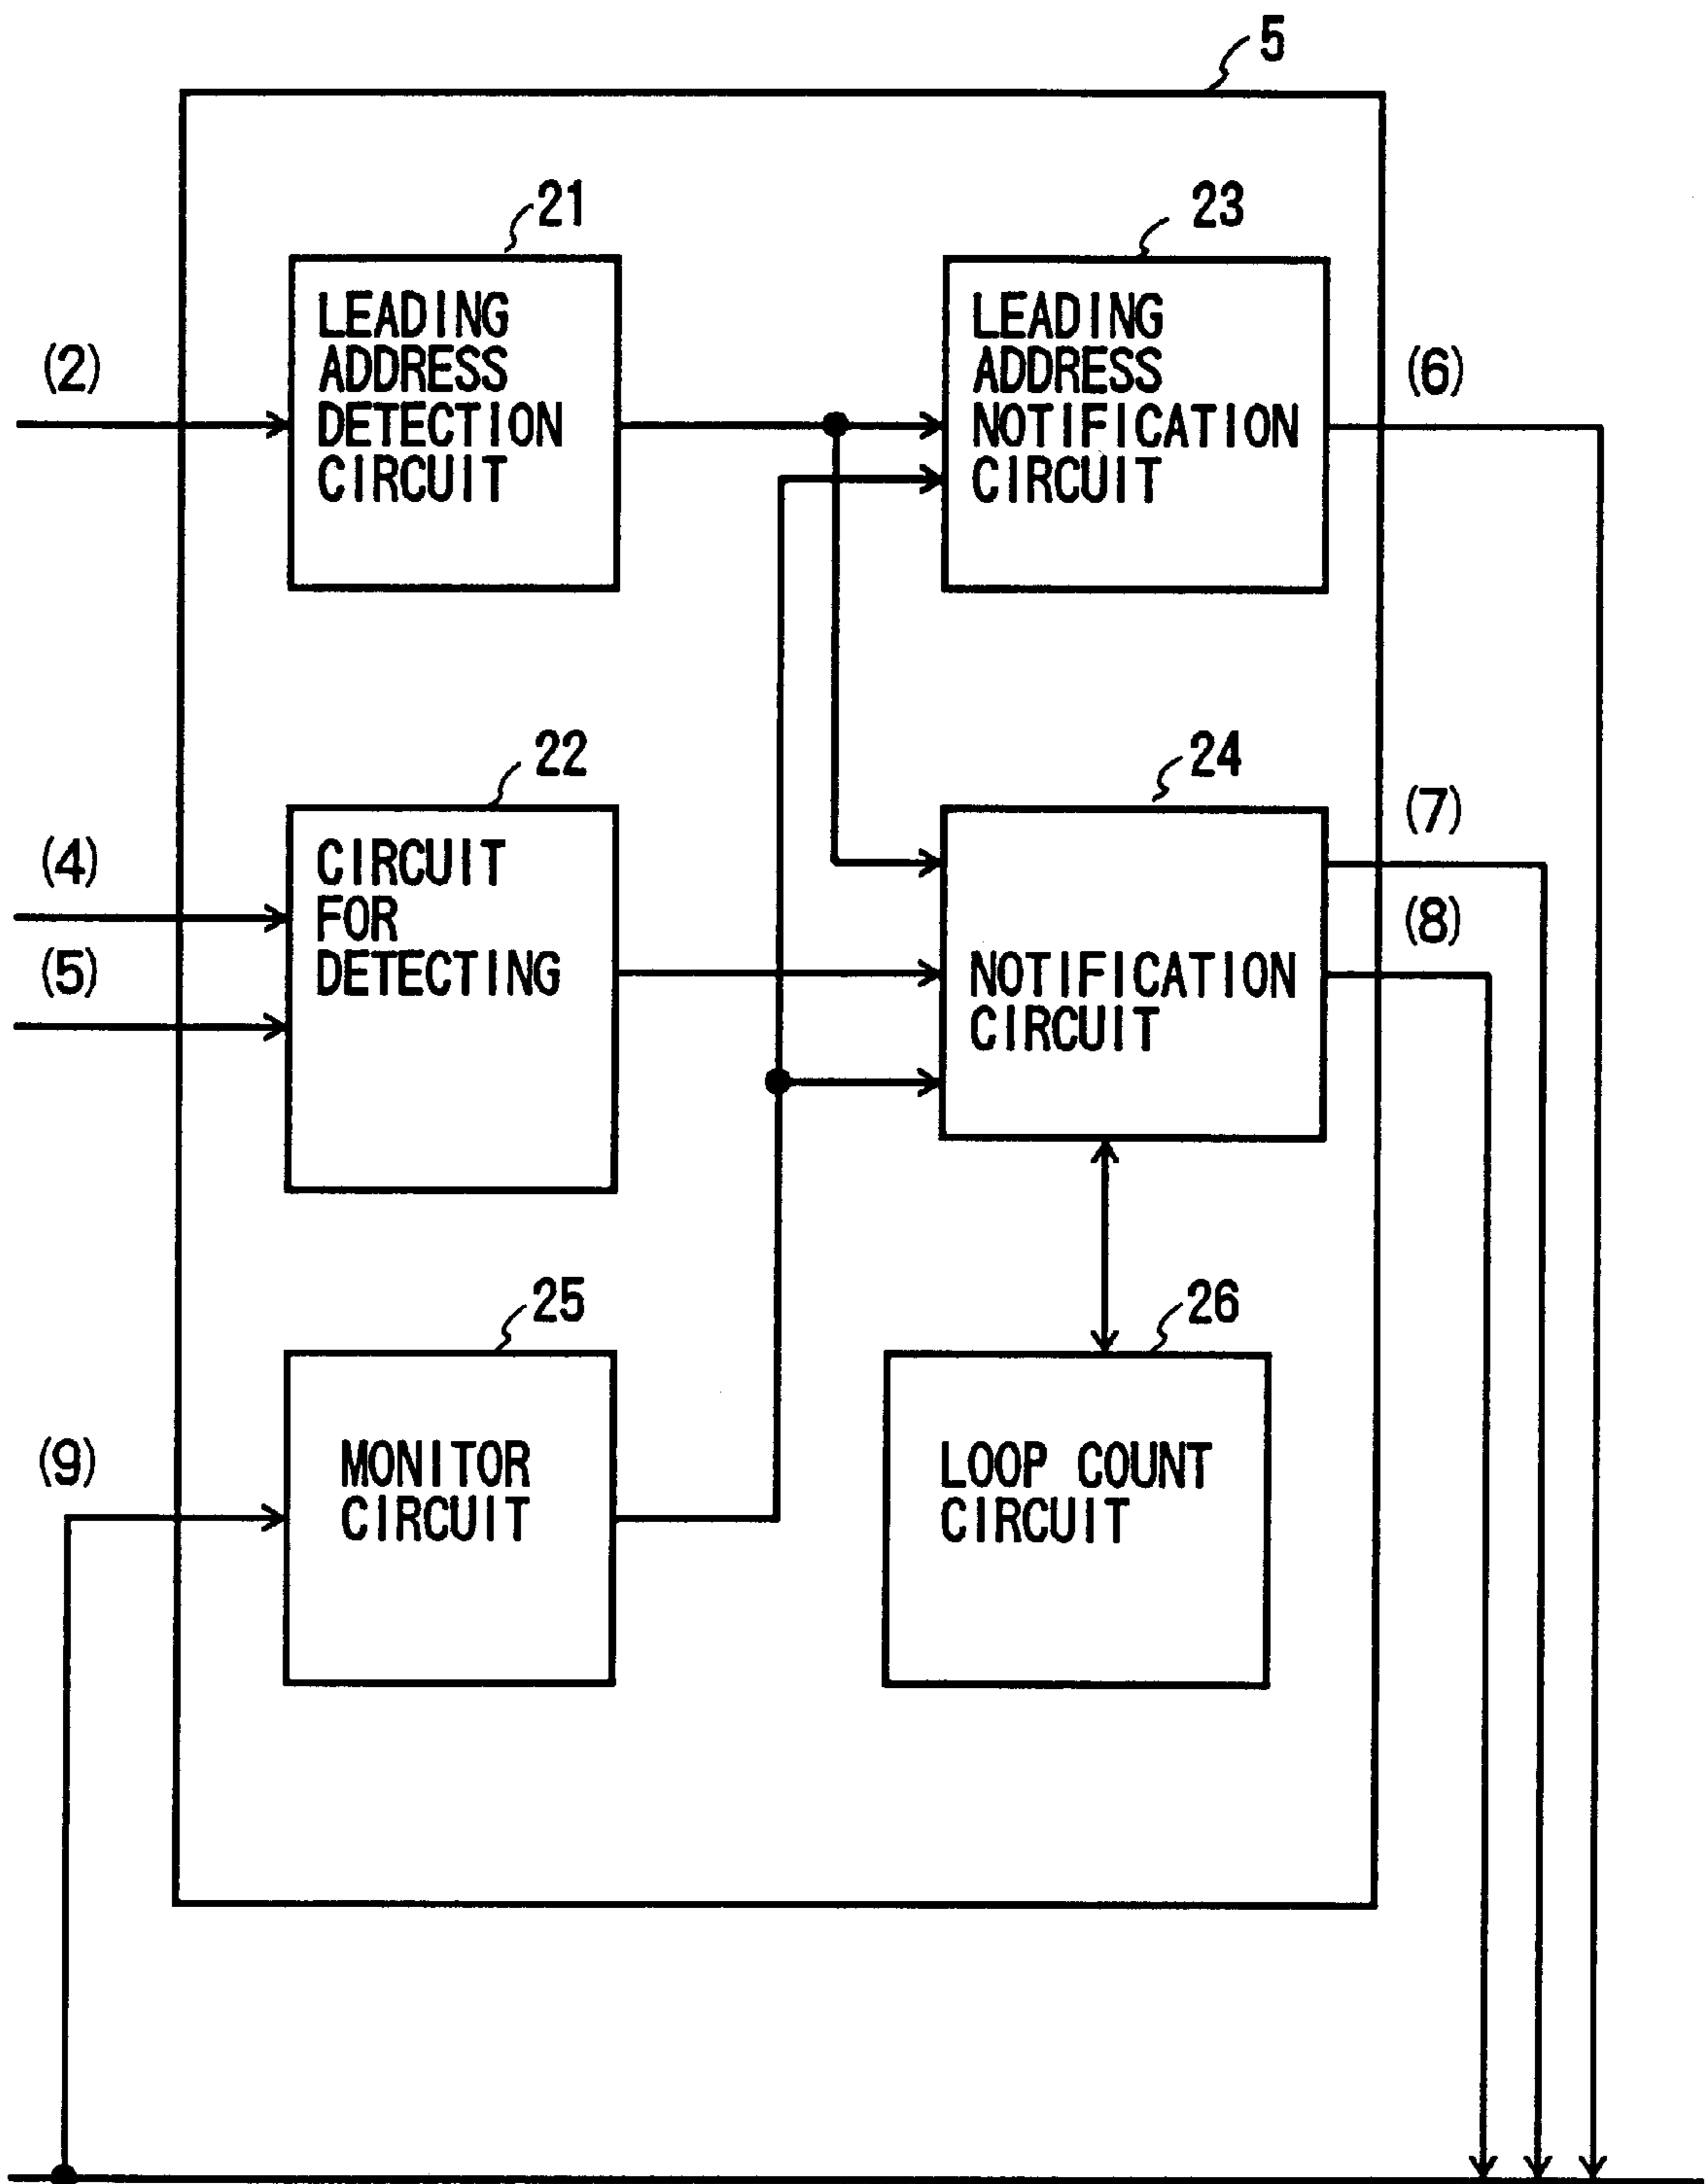 5
21
23
LEADING
ADDRESS
DETECTION
CIRCUIT
LEADING
ADDRESS
NOTIFICATION
CIRCUIT
(2)
(6)
22
24
CIRCUIT
FOR
DETECTING
NOTIFICATION
CIRCUIT
(4)
(5)
(7)
(8)
25
26
MONITOR
CIRCUIT
LOOP COUNT
CIRCUIT
(9)